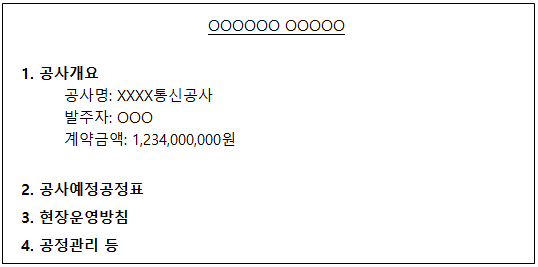 OOOOOO OOOOO
1. 공사개요
공사명: XXXX통신공사
발주자: OOO
계약금액: 1,234,000,000원
2. 공사예정공정표
3. 현장운영방침
4. 공정관리 등